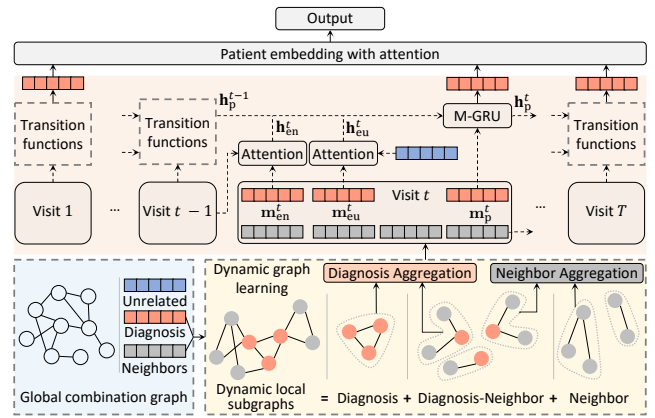 Output
Patient embedding with attention
h_p^{t−1}
h_p^t
Transition functions
Transition functions
M-GRU
Transition functions
h_en^t
h_eu^t
Attention
Attention
Visit 1
...
Visit t − 1
Visit t
...
Visit T
m_en^t
m_eu^t
m_p^t
Dynamic graph learning
Diagnosis Aggregation
Neighbor Aggregation
Unrelated
Diagnosis
Neighbors
Global combination graph
Dynamic local subgraphs
= Diagnosis + Diagnosis-Neighbor + Neighbor